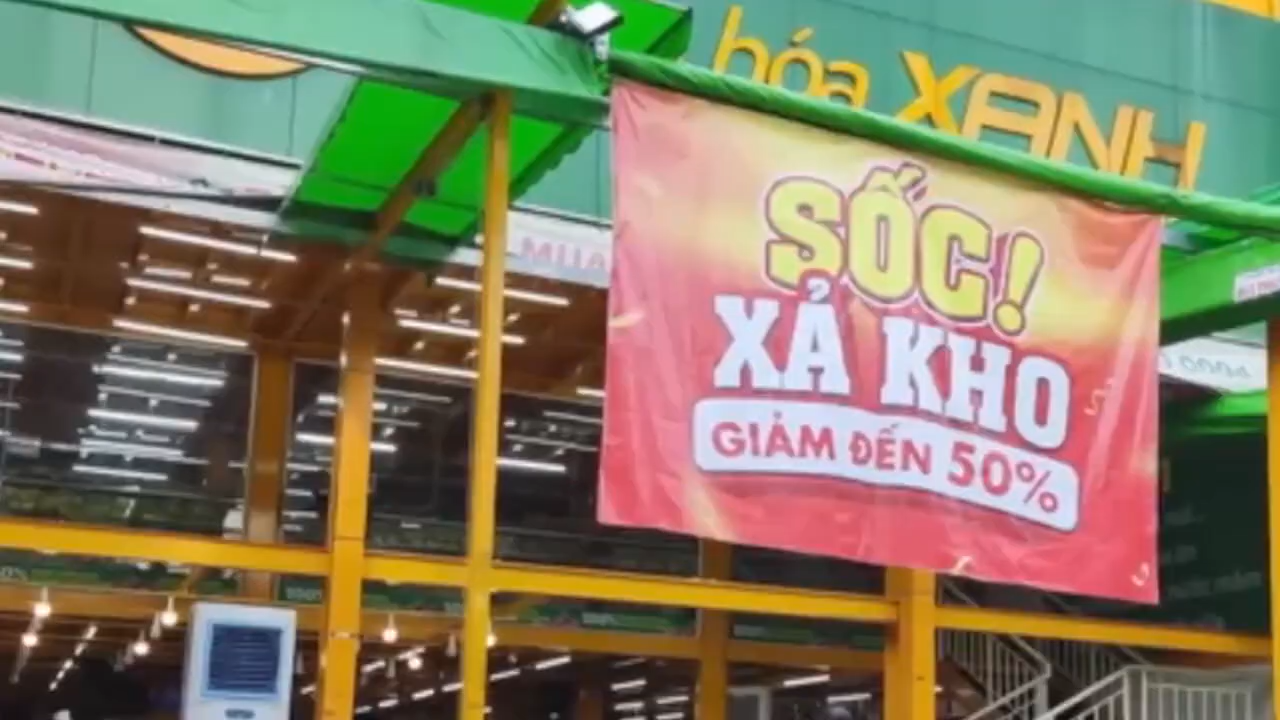 hóa XANH
MUA
SỐC!
XẢ KHO
GIẢM ĐẾN 50%